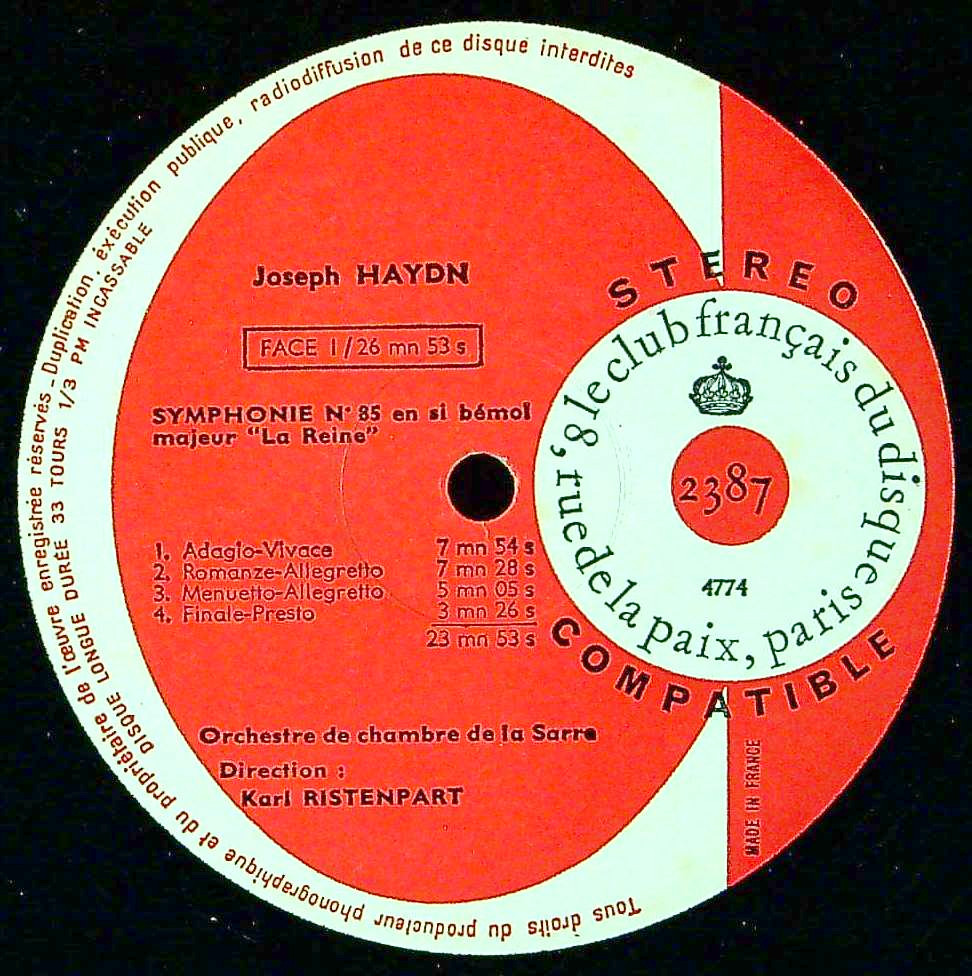 Tous droits du producteur phonographique et du propriétaire de l'œuvre enregistrée réservés - Duplication, éxécution publique, radiodiffusion de ce disque interdites
DISQUE LONGUE DURÉE 33 TOURS 1/3 PM INCASSABLE
Joseph HAYDN
FACE 1/26 mn 53 s
SYMPHONIE N° 85 en si bémol
majeur "La Reine"
1. Adagio-Vivace 7 mn 54 s
2. Romanze-Allegretto 7 mn 28 s
3. Menuetto-Allegretto 5 mn 05 s
4. Finale-Presto 3 mn 26 s
23 mn 53 s
Orchestre de chambre de la Sarre
Direction :
Karl RISTENPART
STEREO
le club français du disque
8, rue de la paix, paris
2387
4774
COMPATIBLE
MADE IN FRANCE